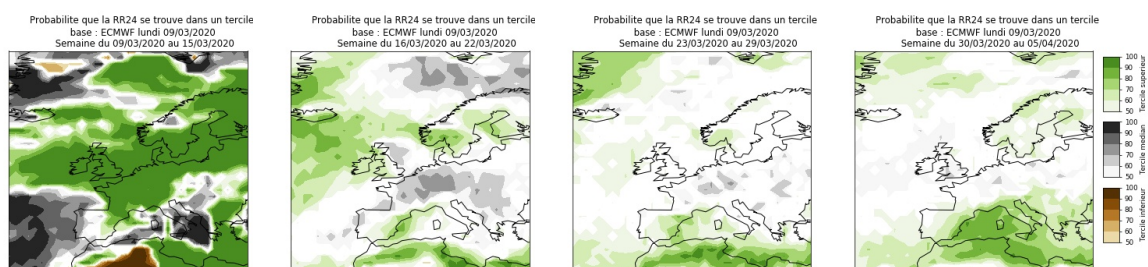 Probabilite que la RR24 se trouve dans un tercile
base : ECMWF lundi 09/03/2020
Semaine du 09/03/2020 au 15/03/2020
Probabilite que la RR24 se trouve dans un tercile
base : ECMWF lundi 09/03/2020
Semaine du 16/03/2020 au 22/03/2020
Probabilite que la RR24 se trouve dans un tercile
base : ECMWF lundi 09/03/2020
Semaine du 23/03/2020 au 29/03/2020
Probabilite que la RR24 se trouve dans un tercile
base : ECMWF lundi 09/03/2020
Semaine du 30/03/2020 au 05/04/2020
100
90
80
70
60
50
Tercile superieur
100
90
80
70
60
50
Tercile median
100
90
80
70
60
50
Tercile inferieur